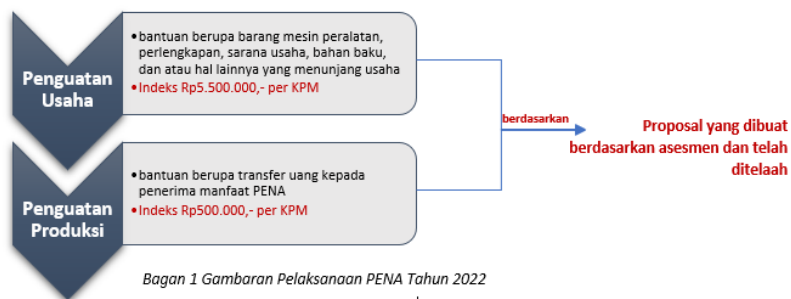 Penguatan
Usaha
•bantuan berupa barang mesin peralatan,
perlengkapan, sarana usaha, bahan baku,
dan atau hal lainnya yang menunjang usaha
•Indeks Rp5.500.000,- per KPM
berdasarkan
Proposal yang dibuat
berdasarkan asesmen dan telah
ditelaah
Penguatan
Produksi
•bantuan berupa transfer uang kepada
penerima manfaat PENA
•Indeks Rp500.000,- per KPM
Bagan 1 Gambaran Pelaksanaan PENA Tahun 2022